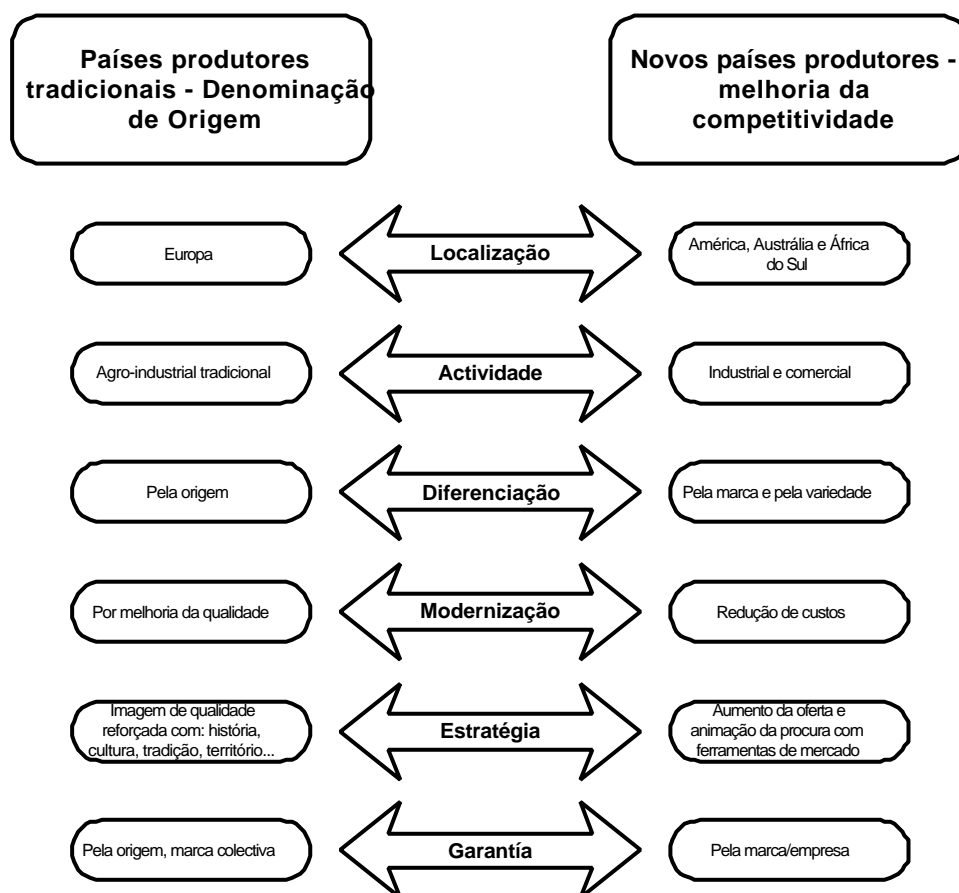 Países produtores
tradicionais - Denominação
de Origem
Novos países produtores -
melhoria da
competitividade
Europa
Localização
América, Austrália e África
do Sul
Agro-industrial tradicional
Actividade
Industrial e comercial
Pela origem
Diferenciação
Pela marca e pela variedade
Por melhoria da qualidade
Modernização
Redução de custos
Imagem de qualidade
reforçada com: história,
cultura, tradição, território...
Estratégia
Aumento da oferta e
animação da procura com
ferramentas de mercado
Pela origem, marca colectiva
Garantía
Pela marca/empresa